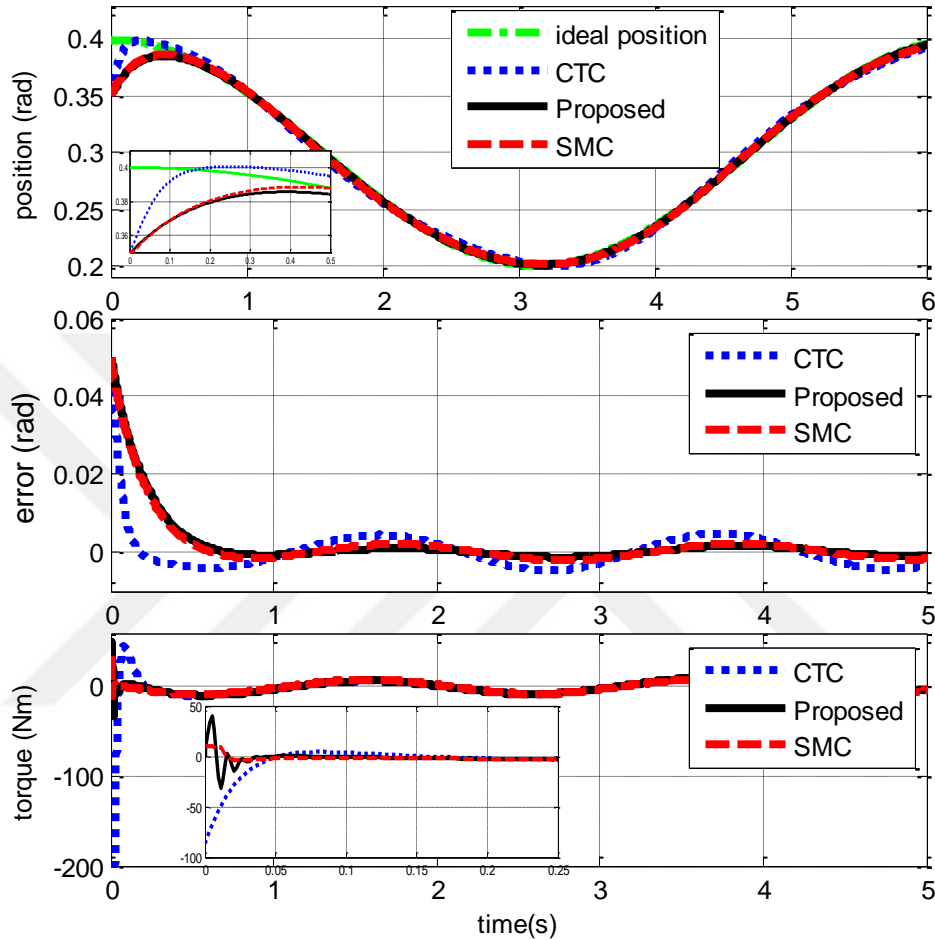 ideal position
CTC
Proposed
SMC
position (rad)
0.4
0.35
0.3
0.25
0.2
0.4
0.38
0.36
0 0.1 0.2 0.3 0.4 0.5
0 1 2 3 4 5 6
CTC
Proposed
SMC
error (rad)
0.06
0.04
0.02
0
0 1 2 3 4 5
CTC
Proposed
SMC
torque (Nm)
0
-100
-200
50
0
-50
-100
0 0.05 0.1 0.15 0.2 0.25
0 1 2 3 4 5
time(s)